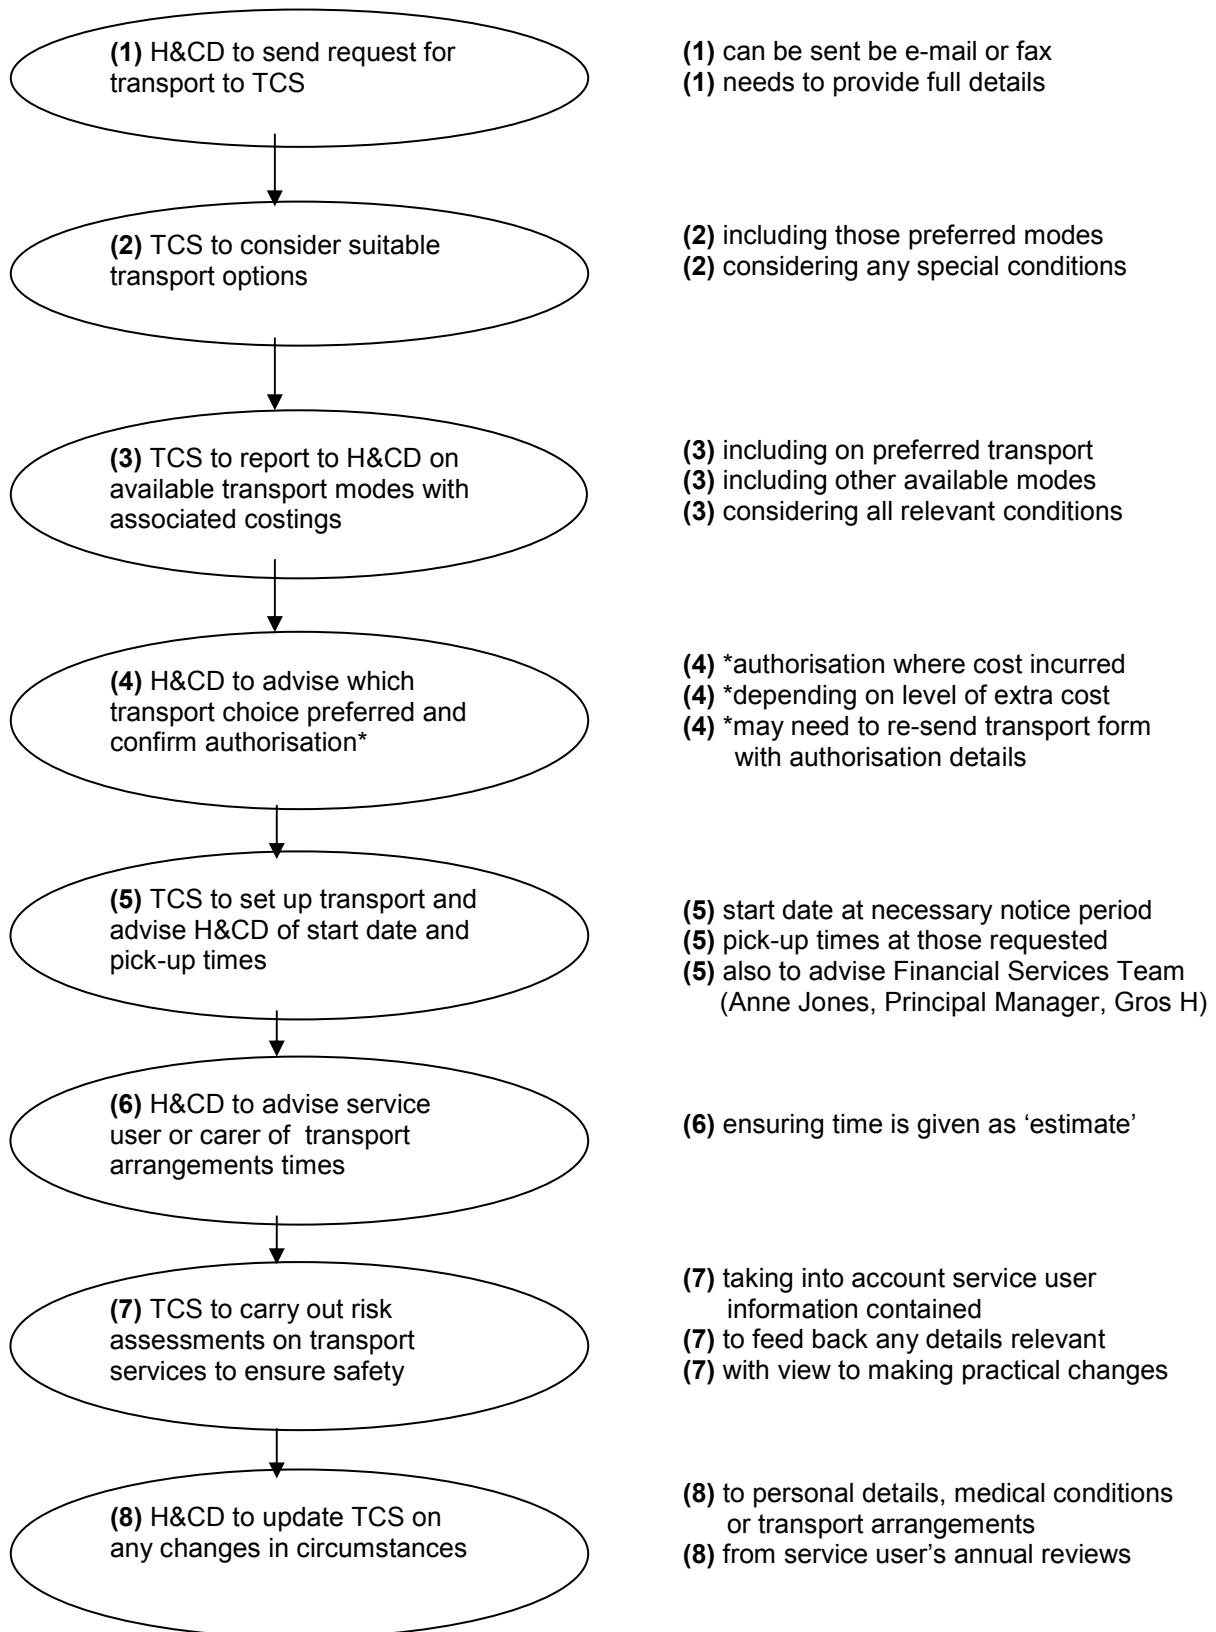 (1) H&CD to send request for
transport to TCS
(1) can be sent be e-mail or fax
(1) needs to provide full details
(2) TCS to consider suitable
transport options
(2) including those preferred modes
(2) considering any special conditions
(3) TCS to report to H&CD on
available transport modes with
associated costings
(3) including on preferred transport
(3) including other available modes
(3) considering all relevant conditions
(4) H&CD to advise which
transport choice preferred and
confirm authorisation*
(4) *authorisation where cost incurred
(4) *depending on level of extra cost
(4) *may need to re-send transport form
with authorisation details
(5) TCS to set up transport and
advise H&CD of start date and
pick-up times
(5) start date at necessary notice period
(5) pick-up times at those requested
(5) also to advise Financial Services Team
(Anne Jones, Principal Manager, Gros H)
(6) H&CD to advise service
user or carer of transport
arrangements times
(6) ensuring time is given as ‘estimate’
(7) TCS to carry out risk
assessments on transport
services to ensure safety
(7) taking into account service user
information contained
(7) to feed back any details relevant
(7) with view to making practical changes
(8) H&CD to update TCS on
any changes in circumstances
(8) to personal details, medical conditions
or transport arrangements
(8) from service user’s annual reviews